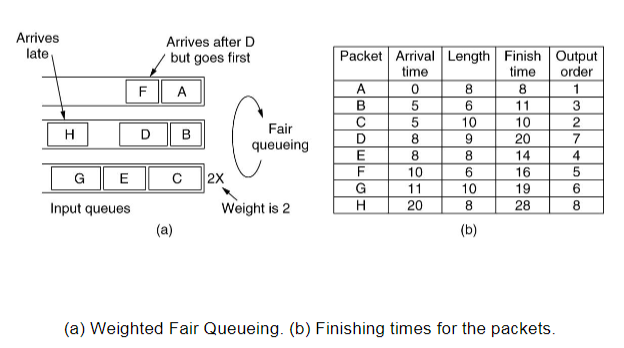 Arrives
late
Arrives after D
but goes first
F A
H D B
G E C 2X
Fair
queueing
Input queues
Weight is 2
(a)
Packet Arrival time Length Finish time Output order
A 0 8 8 1
B 5 6 11 3
C 5 10 10 2
D 8 9 20 7
E 8 8 14 4
F 10 6 16 5
G 11 10 19 6
H 20 8 28 8
(b)
(a) Weighted Fair Queueing. (b) Finishing times for the packets.